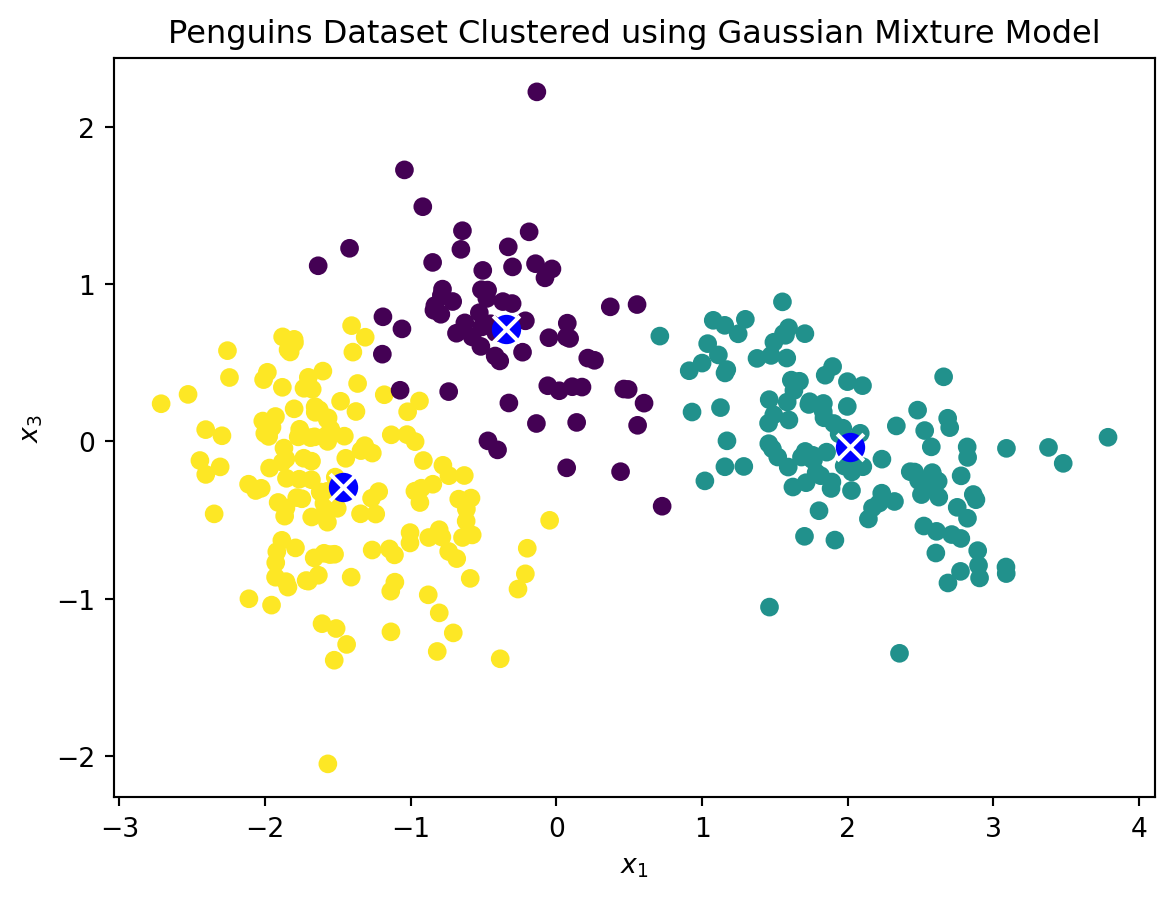 Penguins Dataset Clustered using Gaussian Mixture Model
2
1
0
−1
−2
x₃
−3 −2 −1 0 1 2 3 4
x₁